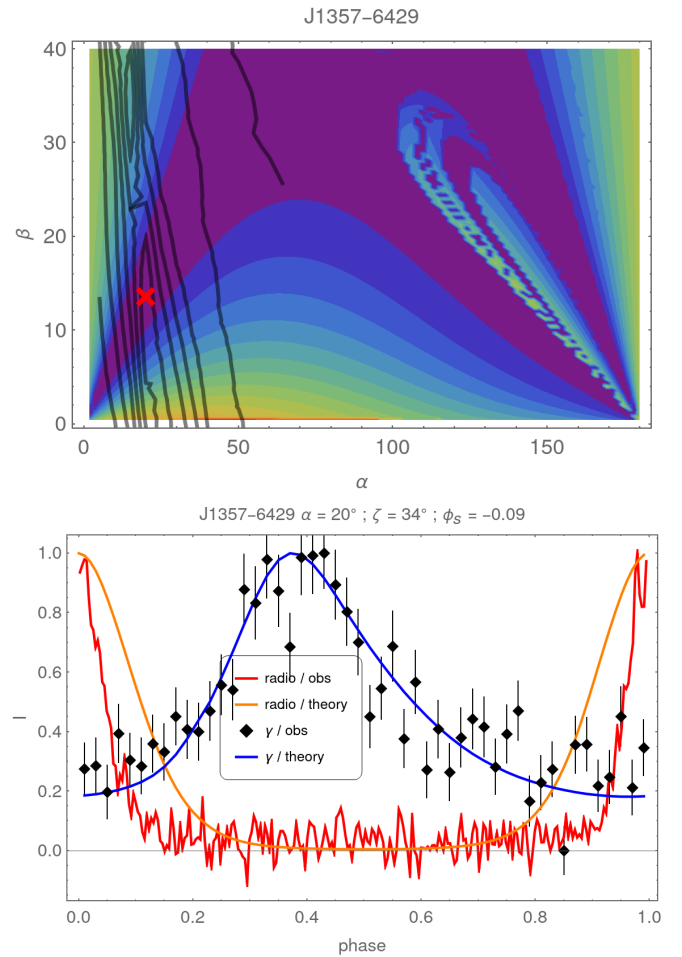 J1357−6429
40
30
20
10
0
β
0
50
100
150
α
J1357−6429 α = 20° ; ζ = 34° ; ϕs = −0.09
1.0
0.8
0.6
0.4
0.2
0.0
I
radio / obs
radio / theory
γ / obs
γ / theory
0.0
0.2
0.4
0.6
0.8
1.0
phase